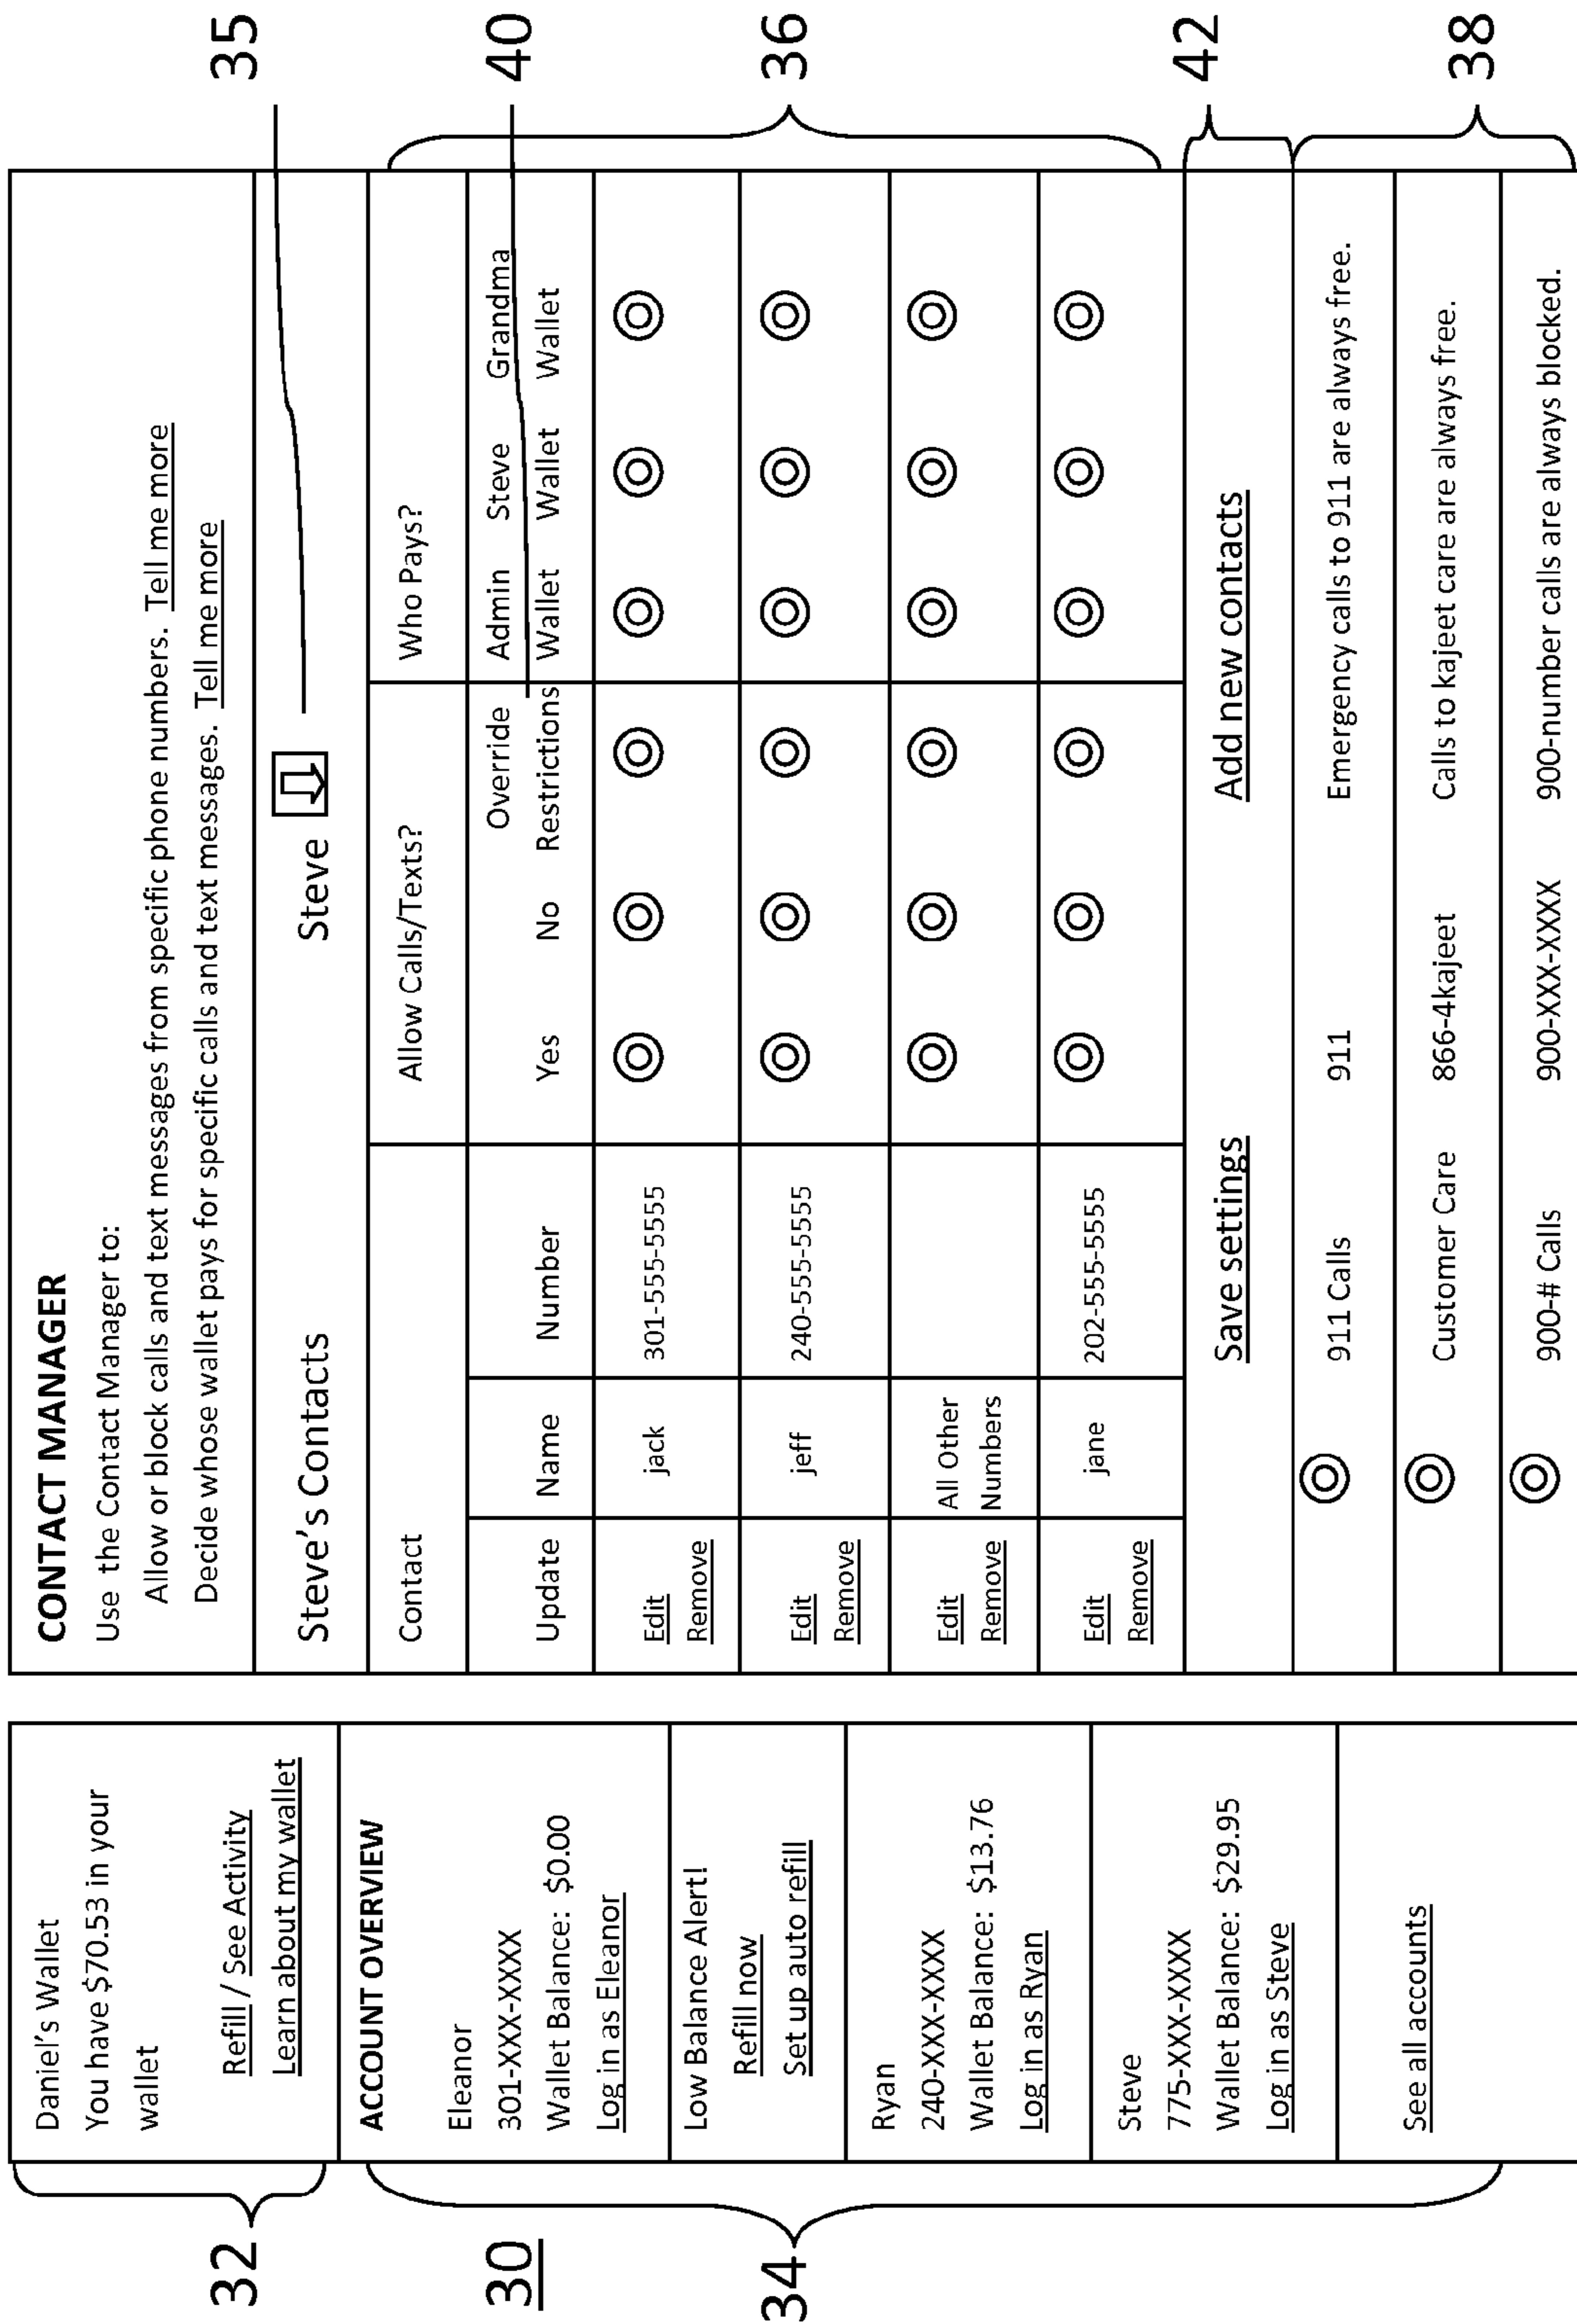 32
30
34
Daniel's Wallet
You have $70.53 in your
wallet
Refill / See Activity
Learn about my wallet
ACCOUNT OVERVIEW
Eleanor
301-XXX-XXXX
Wallet Balance: $0.00
Log in as Eleanor
Low Balance Alert!
Refill now
Set up auto refill
Ryan
240-XXX-XXXX
Wallet Balance: $13.76
Log in as Ryan
Steve
775-XXX-XXXX
Wallet Balance: $29.95
Log in as Steve
See all accounts
CONTACT MANAGER
Use the Contact Manager to:
Allow or block calls and text messages from specific phone numbers. Tell me more
Decide whose wallet pays for specific calls and text messages. Tell me more
Steve's Contacts Steve
Contact Allow Calls/Texts? Who Pays?
Override Admin Steve Grandma
Update Name Number Yes No Restrictions Wallet Wallet Wallet
Edit jack 301-555-5555
Remove
Edit jeff 240-555-5555
Remove
Edit All Other
Remove Numbers
Edit jane 202-555-5555
Remove
Save settings Add new contacts
911 Calls 911 Emergency calls to 911 are always free.
Customer Care 866-4kajeet Calls to kajeet care are always free.
900-# Calls 900-XXX-XXXX 900-number calls are always blocked.
35
40
36
42
38